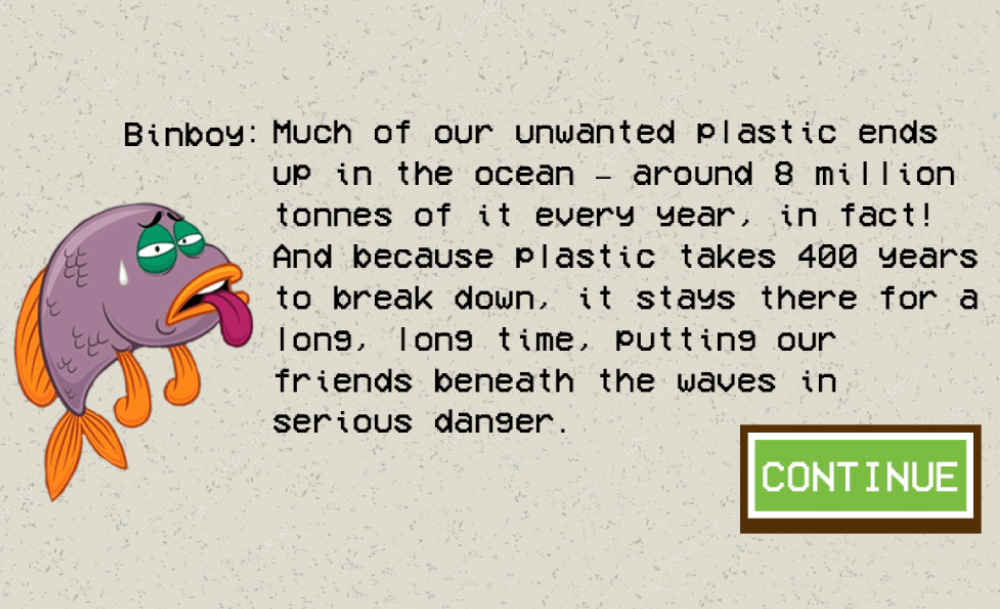 Binboy: Much of our unwanted plastic ends
up in the ocean – around 8 million
tonnes of it every year, in fact!
And because plastic takes 400 years
to break down, it stays there for a
long, long time, putting our
friends beneath the waves in
serious danger.
CONTINUE